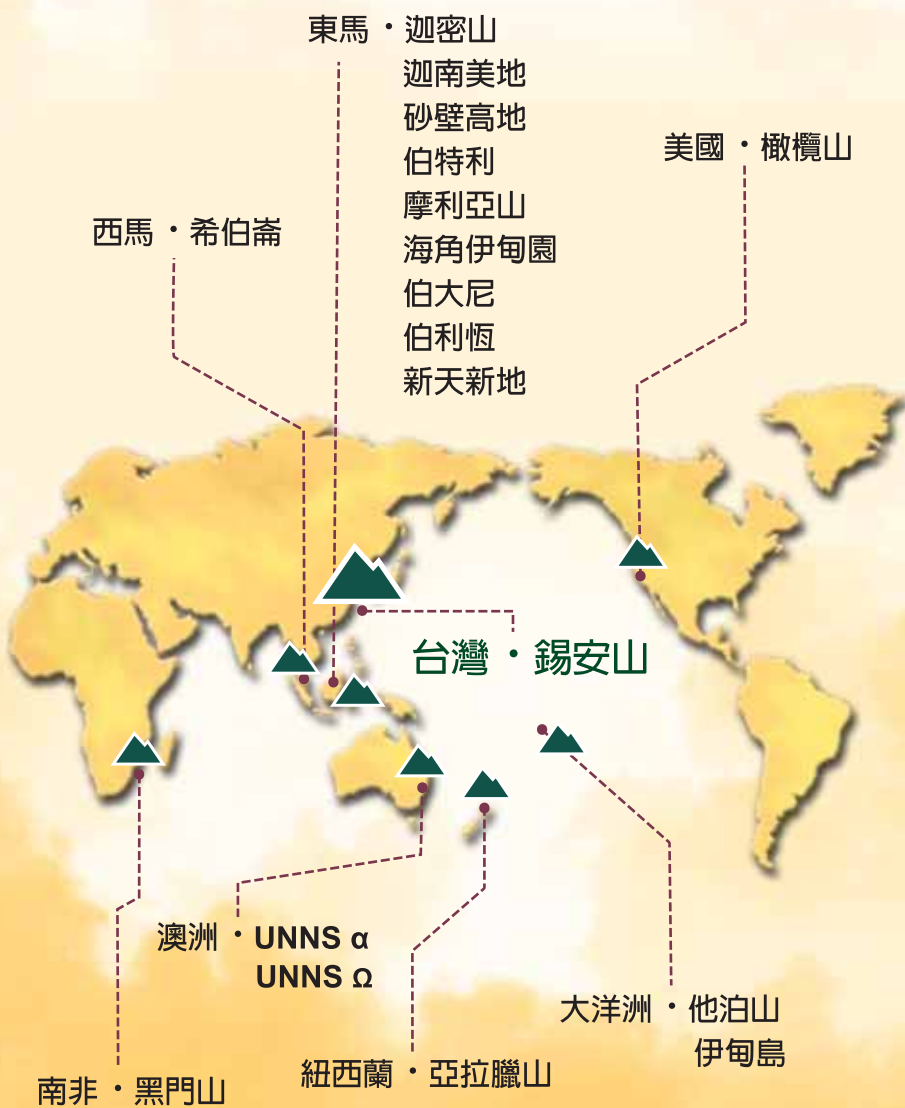 東馬・迦密山
迦南美地
砂壁高地
伯特利
摩利亞山
海角伊甸園
伯大尼
伯利恆
新天新地
美國・橄欖山
西馬・希伯崙
台灣・錫安山
澳洲・UNNS α
UNNS Ω
大洋洲・他泊山
伊甸島
紐西蘭・亞拉臘山
南非・黑門山